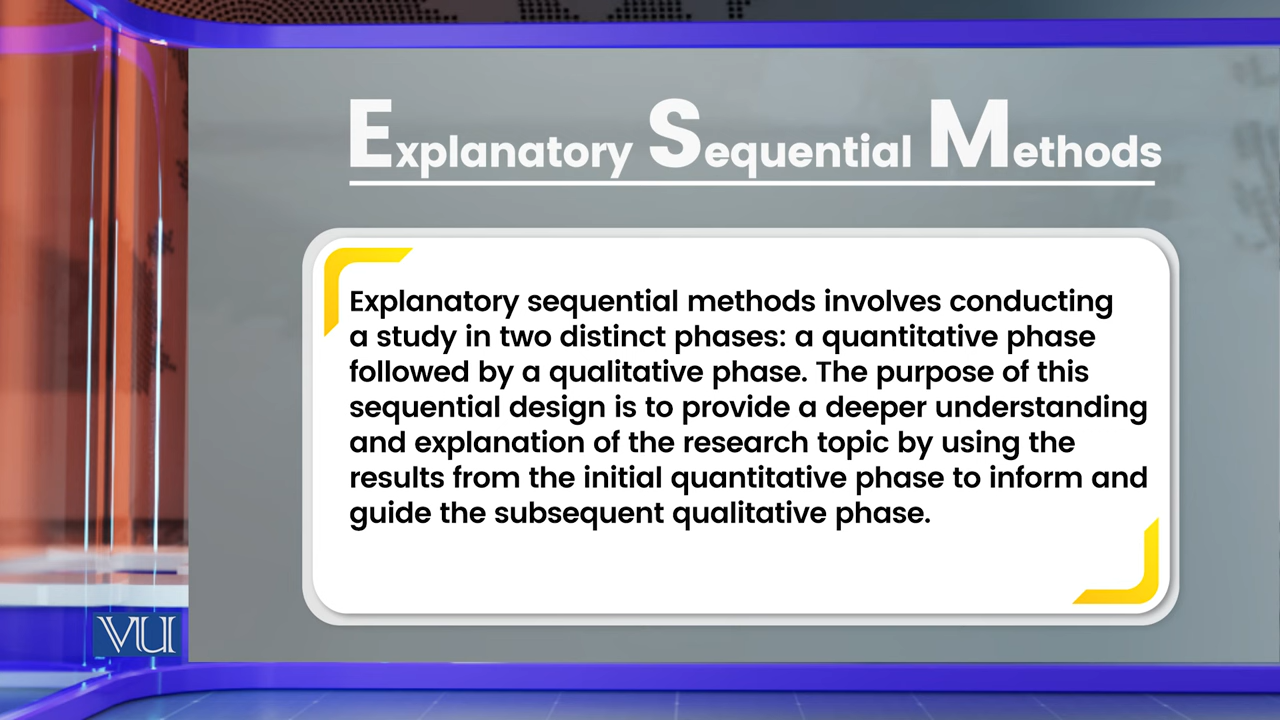 Explanatory Sequential Methods
Explanatory sequential methods involves conducting
a study in two distinct phases: a quantitative phase
followed by a qualitative phase. The purpose of this
sequential design is to provide a deeper understanding
and explanation of the research topic by using the
results from the initial quantitative phase to inform and
guide the subsequent qualitative phase.
VU